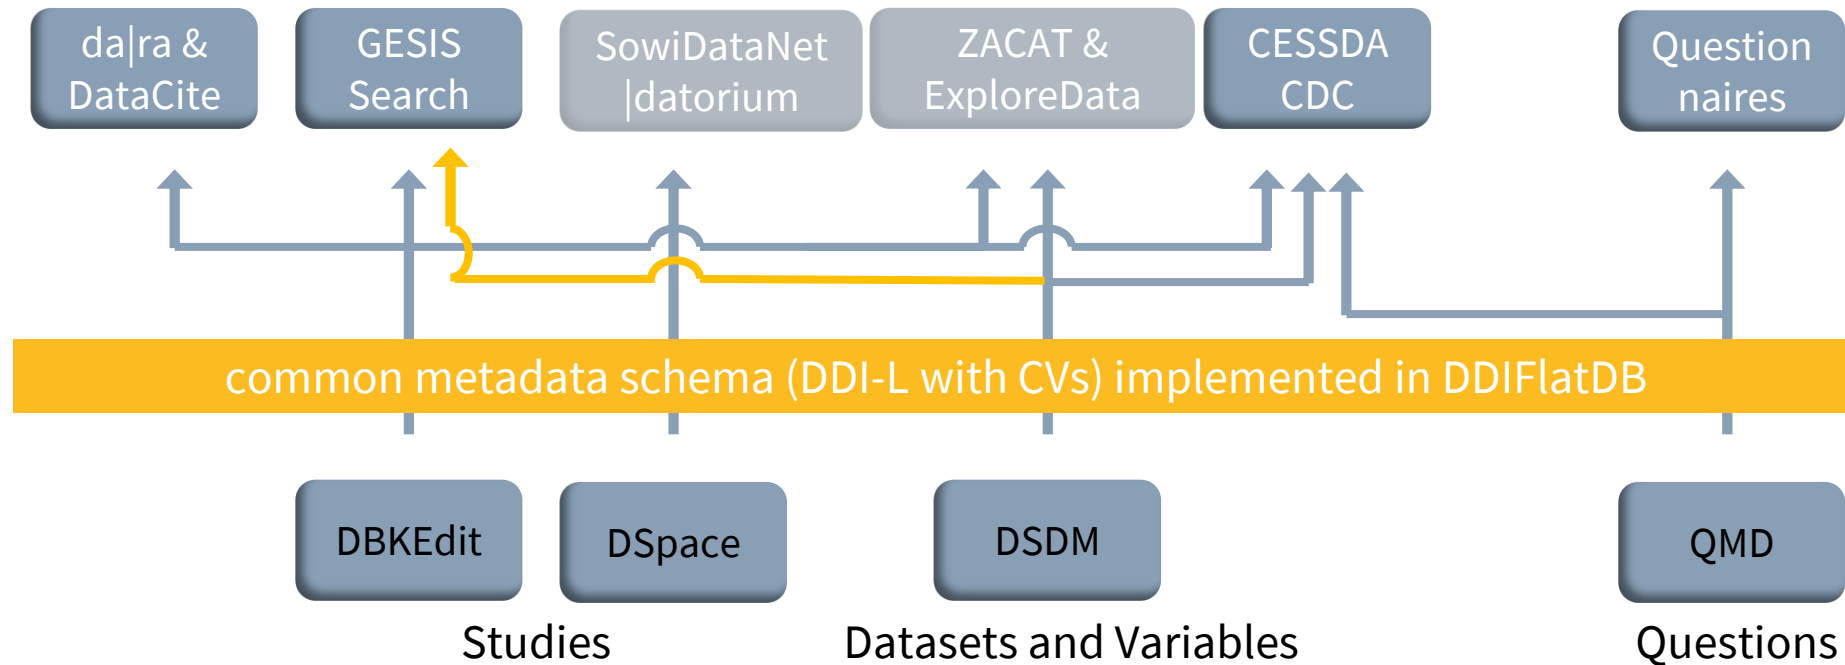 da|ra &
DataCite
GESIS
Search
SowiDataNet
|datorium
ZACAT &
ExploreData
CESSDA
CDC
Question
naires
common metadata schema (DDI-L with CVs) implemented in DDIFlatDB
DBKEdit
DSpace
DSDM
QMD
Studies
Datasets and Variables
Questions